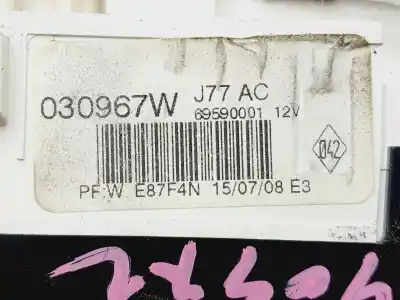 030967W J77 AC
69590001 12V
042
PF W E87F4N 15/07/08 E3